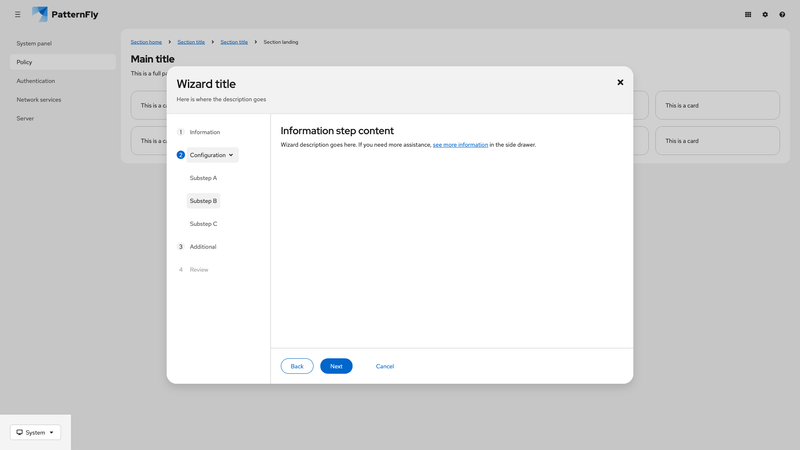 PatternFly
System panel
Policy
Authentication
Network services
Server
Section home
Section title
Section title
Section landing
Main title
This is a full pa
This is a ca
This is a card
This is a ca
This is a card
Wizard title
Here is where the description goes
1 Information
2 Configuration
Substep A
Substep B
Substep C
3 Additional
4 Review
Information step content
Wizard description goes here. If you need more assistance, see more information in the side drawer.
Back
Next
Cancel
System